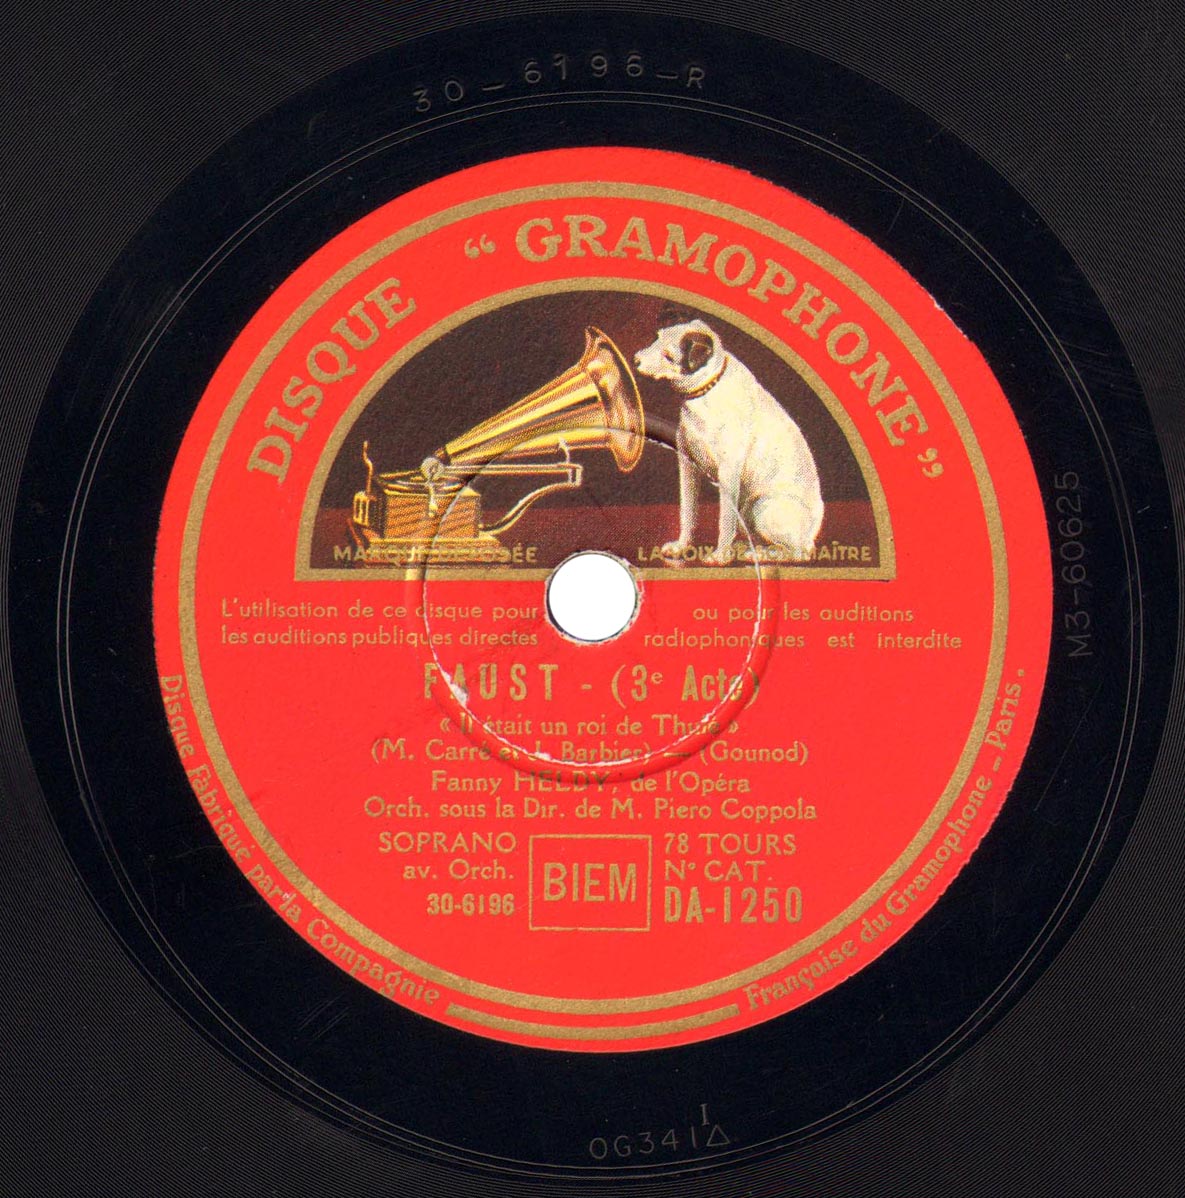 30-6196-R
DISQUE “GRAMOPHONE”
MARQUE DÉPOSÉE
LA VOIX DE SON MAÎTRE
L'utilisation de ce disque pour ou pour les auditions
les auditions publiques directes radiophoniques est interdite
FAUST - (3e Acte)
« Il était un roi de Thulé »
(M. Carré et J. Barbier) — (Gounod)
Fanny HELDY, de l'Opéra
Orch. sous la Dir. de M. Piero Coppola
SOPRANO
av. Orch.
30-6196
BIEM
78 TOURS
N° CAT.
DA-1250
Disque Fabriqué par la Compagnie Française du Gramophone - Paris.
M3-60625
I
OG341△